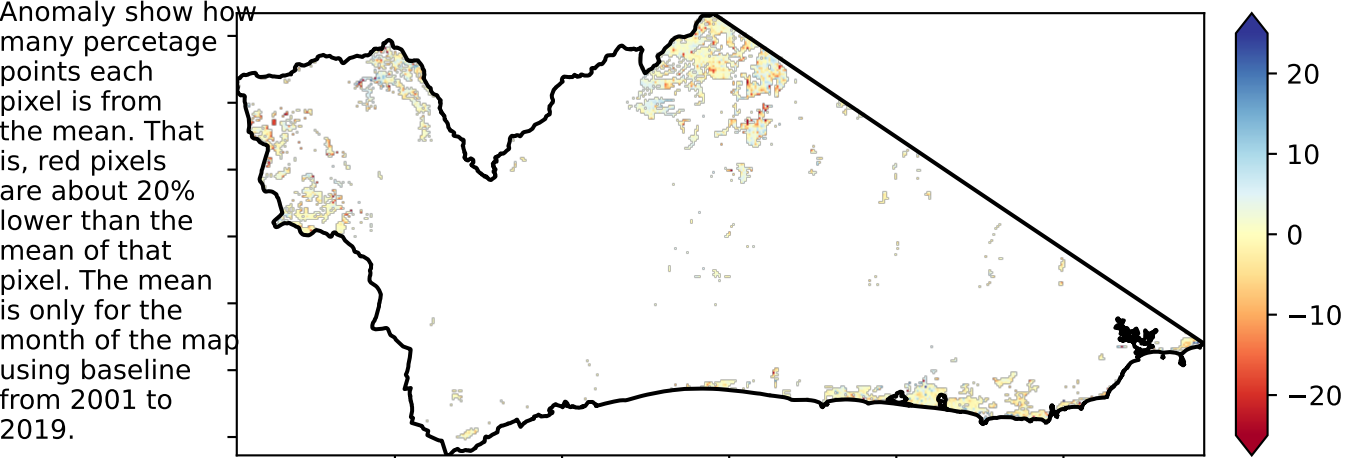 Anomaly show how
many percetage
points each
pixel is from
the mean. That
is, red pixels
are about 20%
lower than the
mean of that
pixel. The mean
is only for the
month of the map
using baseline
from 2001 to
2019.
20
10
0
−10
−20